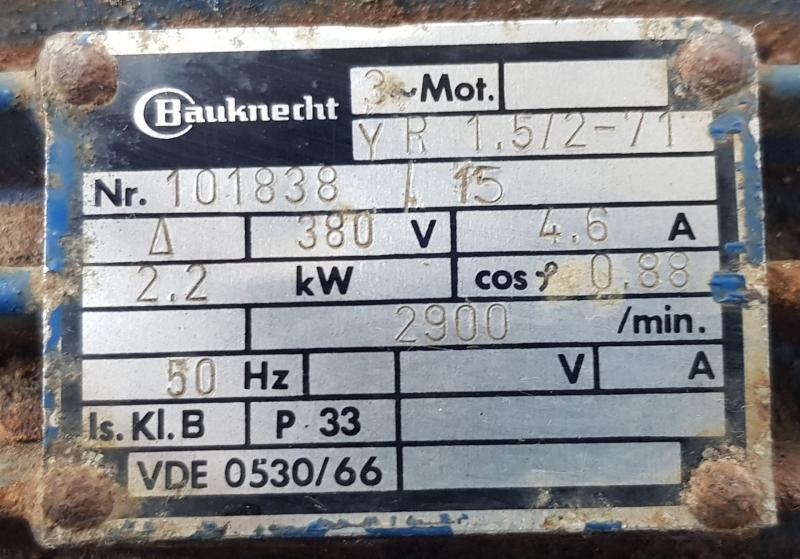 Bauknecht 3~Mot.
YR 1.5/2-71
Nr. 101838 / 15
Δ 380 V 4.6 A
2.2 kW cos φ 0.88
2900 /min.
50 Hz V A
Is. Kl. B P 33
VDE 0530/66